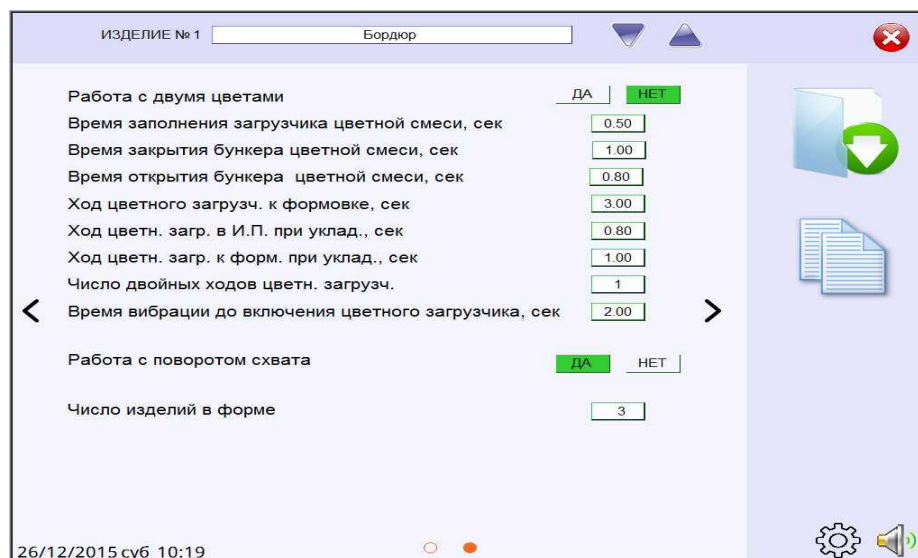 ИЗДЕЛИЕ № 1 Бордюр
Работа с двумя цветами ДА НЕТ
Время заполнения загрузчика цветной смеси, сек 0.50
Время закрытия бункера цветной смеси, сек 1.00
Время открытия бункера цветной смеси, сек 0.80
Ход цветного загрузч. к формовке, сек 3.00
Ход цветн. загр. в И.П. при уклад., сек 0.80
Ход цветн. загр. к форм. при уклад., сек 1.00
Число двойных ходов цветн. загрузч. 1
Время вибрации до включения цветного загрузчика, сек 2.00
Работа с поворотом схвата ДА НЕТ
Число изделий в форме 3
26/12/2015 суб 10:19